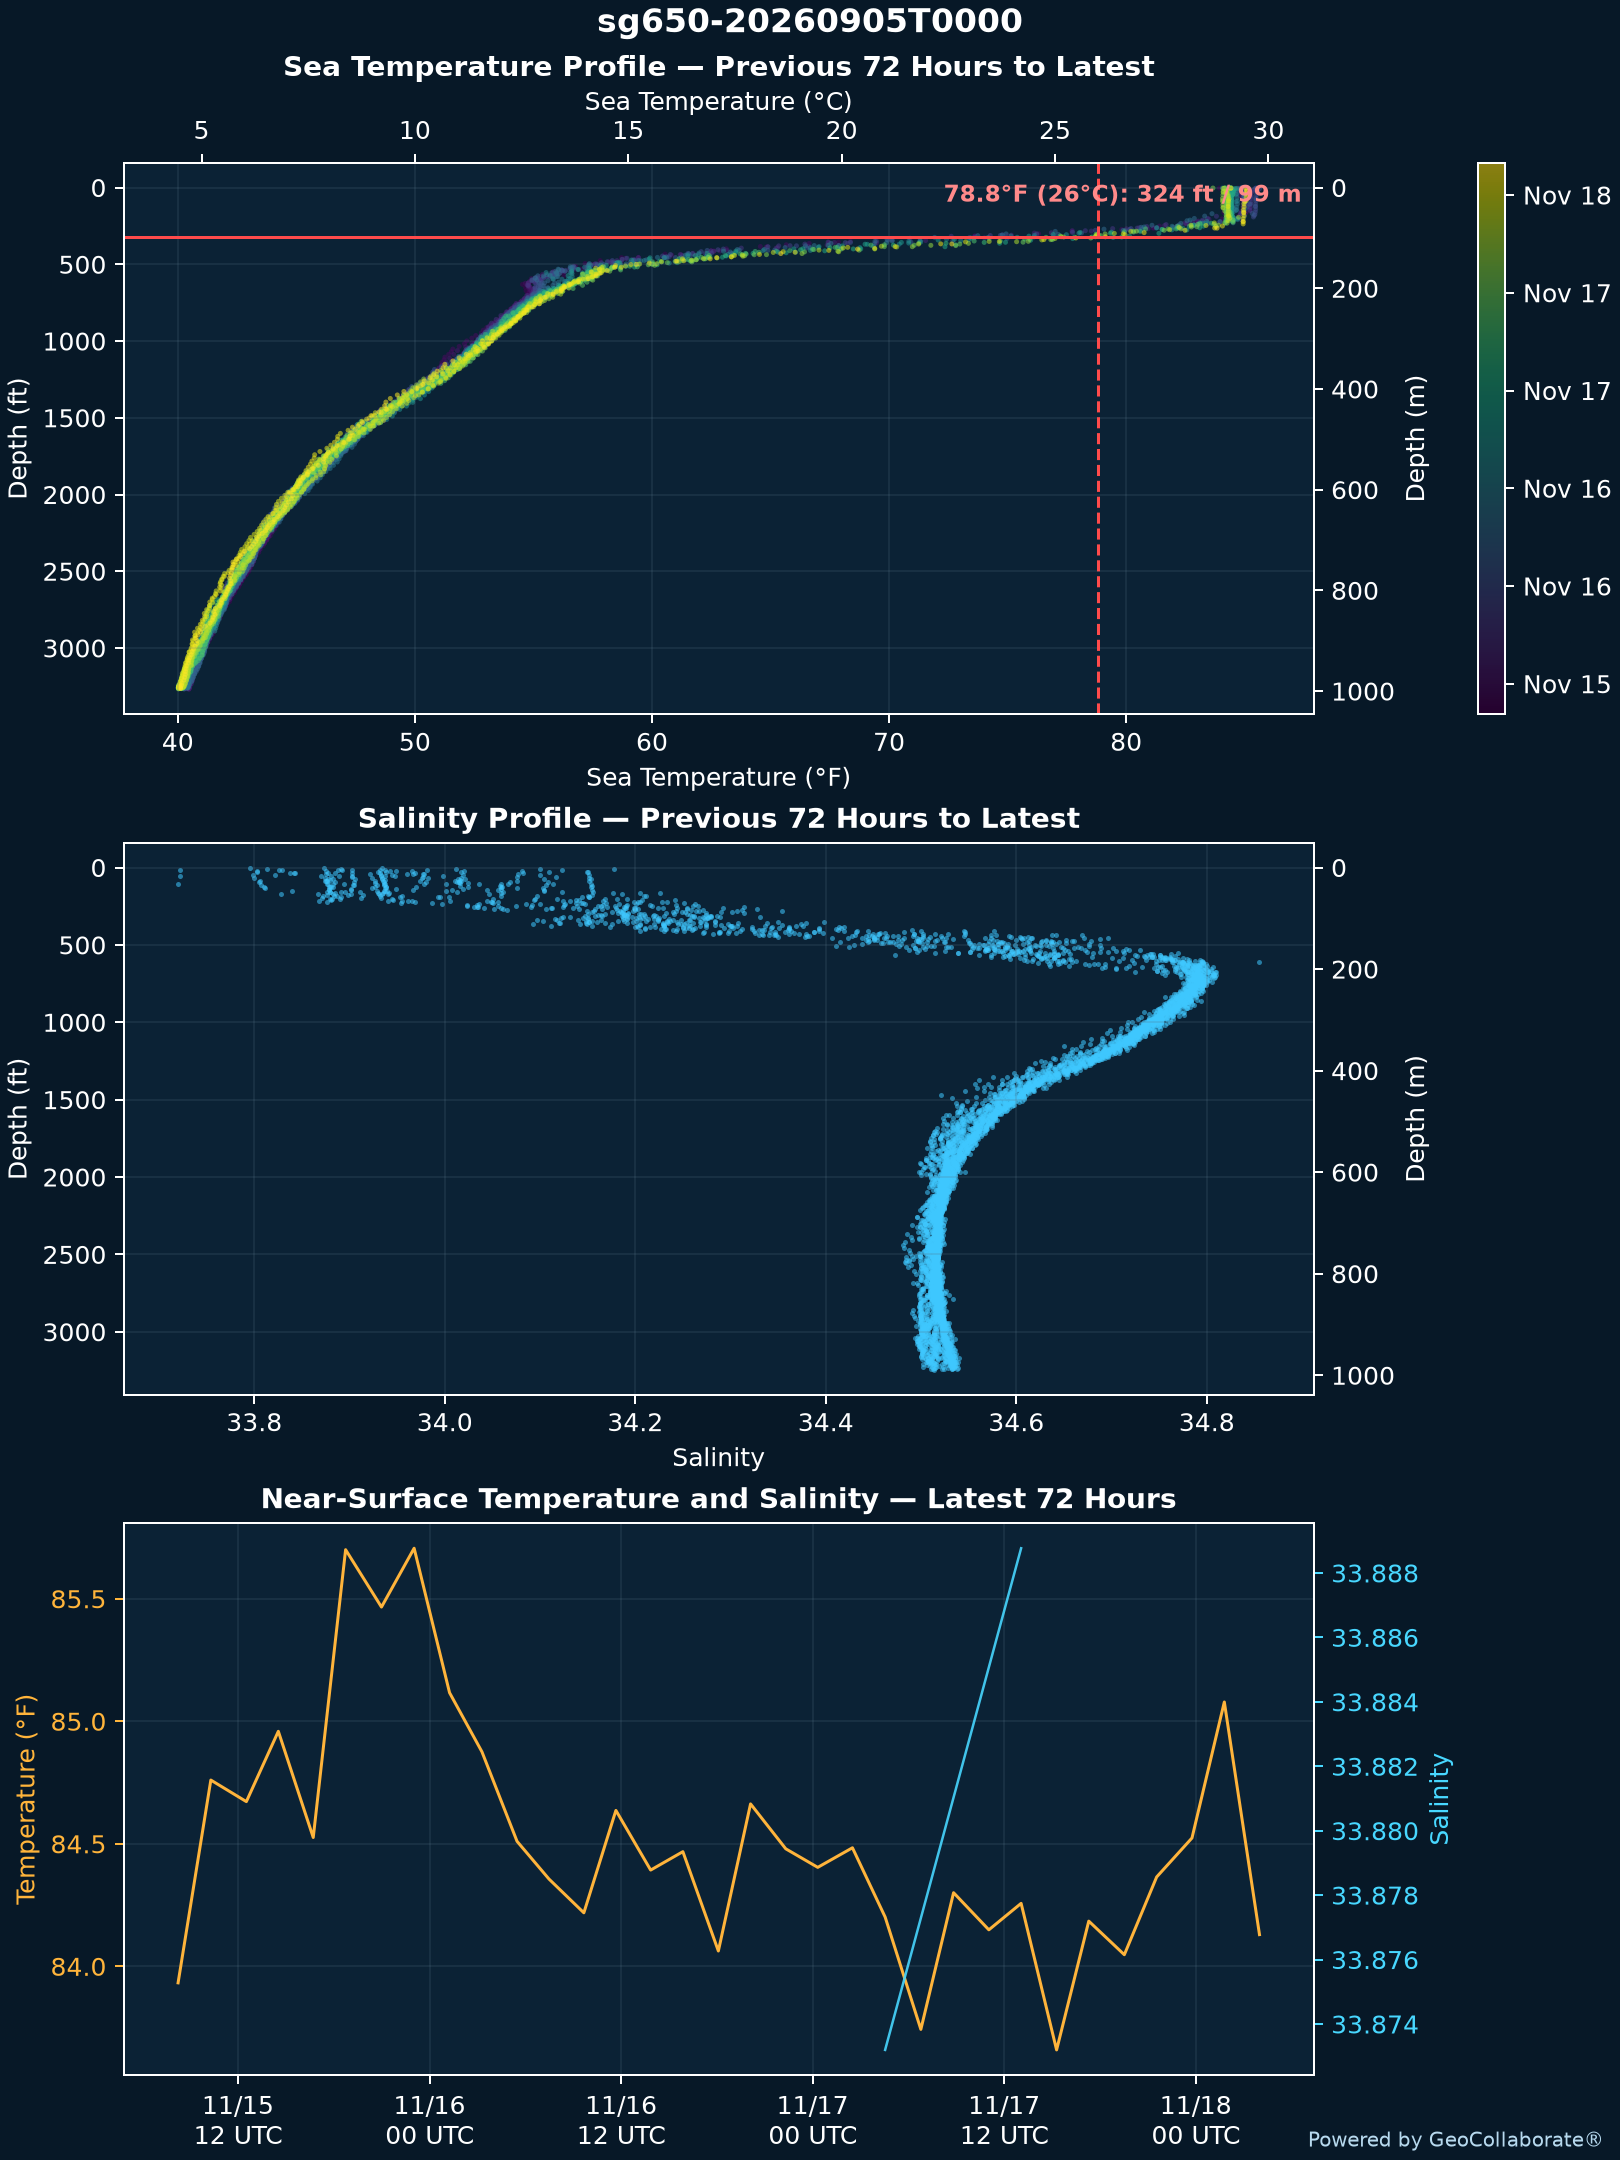 sg650-20260905T0000
Sea Temperature Profile — Previous 72 Hours to Latest
Sea Temperature (°C)
5 10 15 20 25 30
78.8°F (26°C): 324 ft / 99 m
0
500
1000
1500
2000
2500
3000
Depth (ft)
0
200
400
600
800
1000
Depth (m)
Nov 18
Nov 17
Nov 17
Nov 16
Nov 16
Nov 15
40 50 60 70 80
Sea Temperature (°F)
Salinity Profile — Previous 72 Hours to Latest
0
500
1000
1500
2000
2500
3000
Depth (ft)
0
200
400
600
800
1000
Depth (m)
33.8 34.0 34.2 34.4 34.6 34.8
Salinity
Near-Surface Temperature and Salinity — Latest 72 Hours
85.5
85.0
84.5
84.0
Temperature (°F)
33.888
33.886
33.884
33.882
33.880
33.878
33.876
33.874
Salinity
11/15 11/16 11/16 11/17 11/17 11/18
12 UTC 00 UTC 12 UTC 00 UTC 12 UTC 00 UTC
Powered by GeoCollaborate®